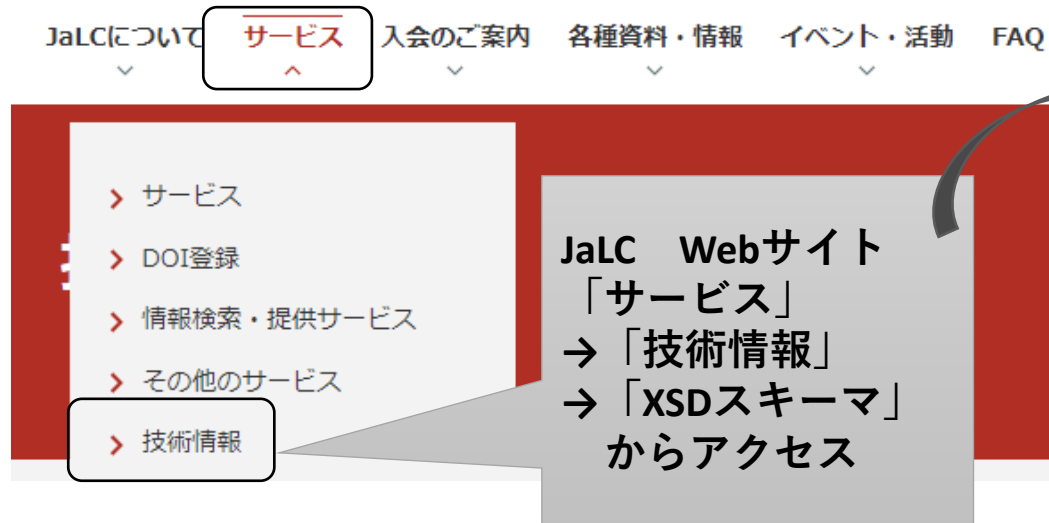 JaLCについて サービス 入会のご案内 各種資料・情報 イベント・活動 FAQ
サービス
DOI登録
情報検索・提供サービス
その他のサービス
技術情報
JaLC Webサイト
「サービス」
→「技術情報」
→「XSDスキーマ」
からアクセス